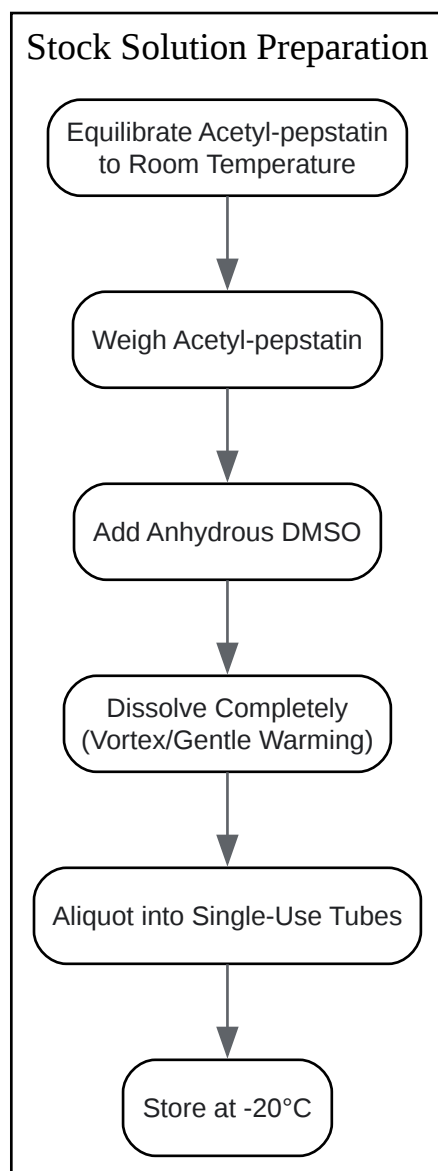 Stock Solution Preparation
Equilibrate Acetyl-pepstatin
to Room Temperature
Weigh Acetyl-pepstatin
Add Anhydrous DMSO
Dissolve Completely
(Vortex/Gentle Warming)
Aliquot into Single-Use Tubes
Store at -20°C